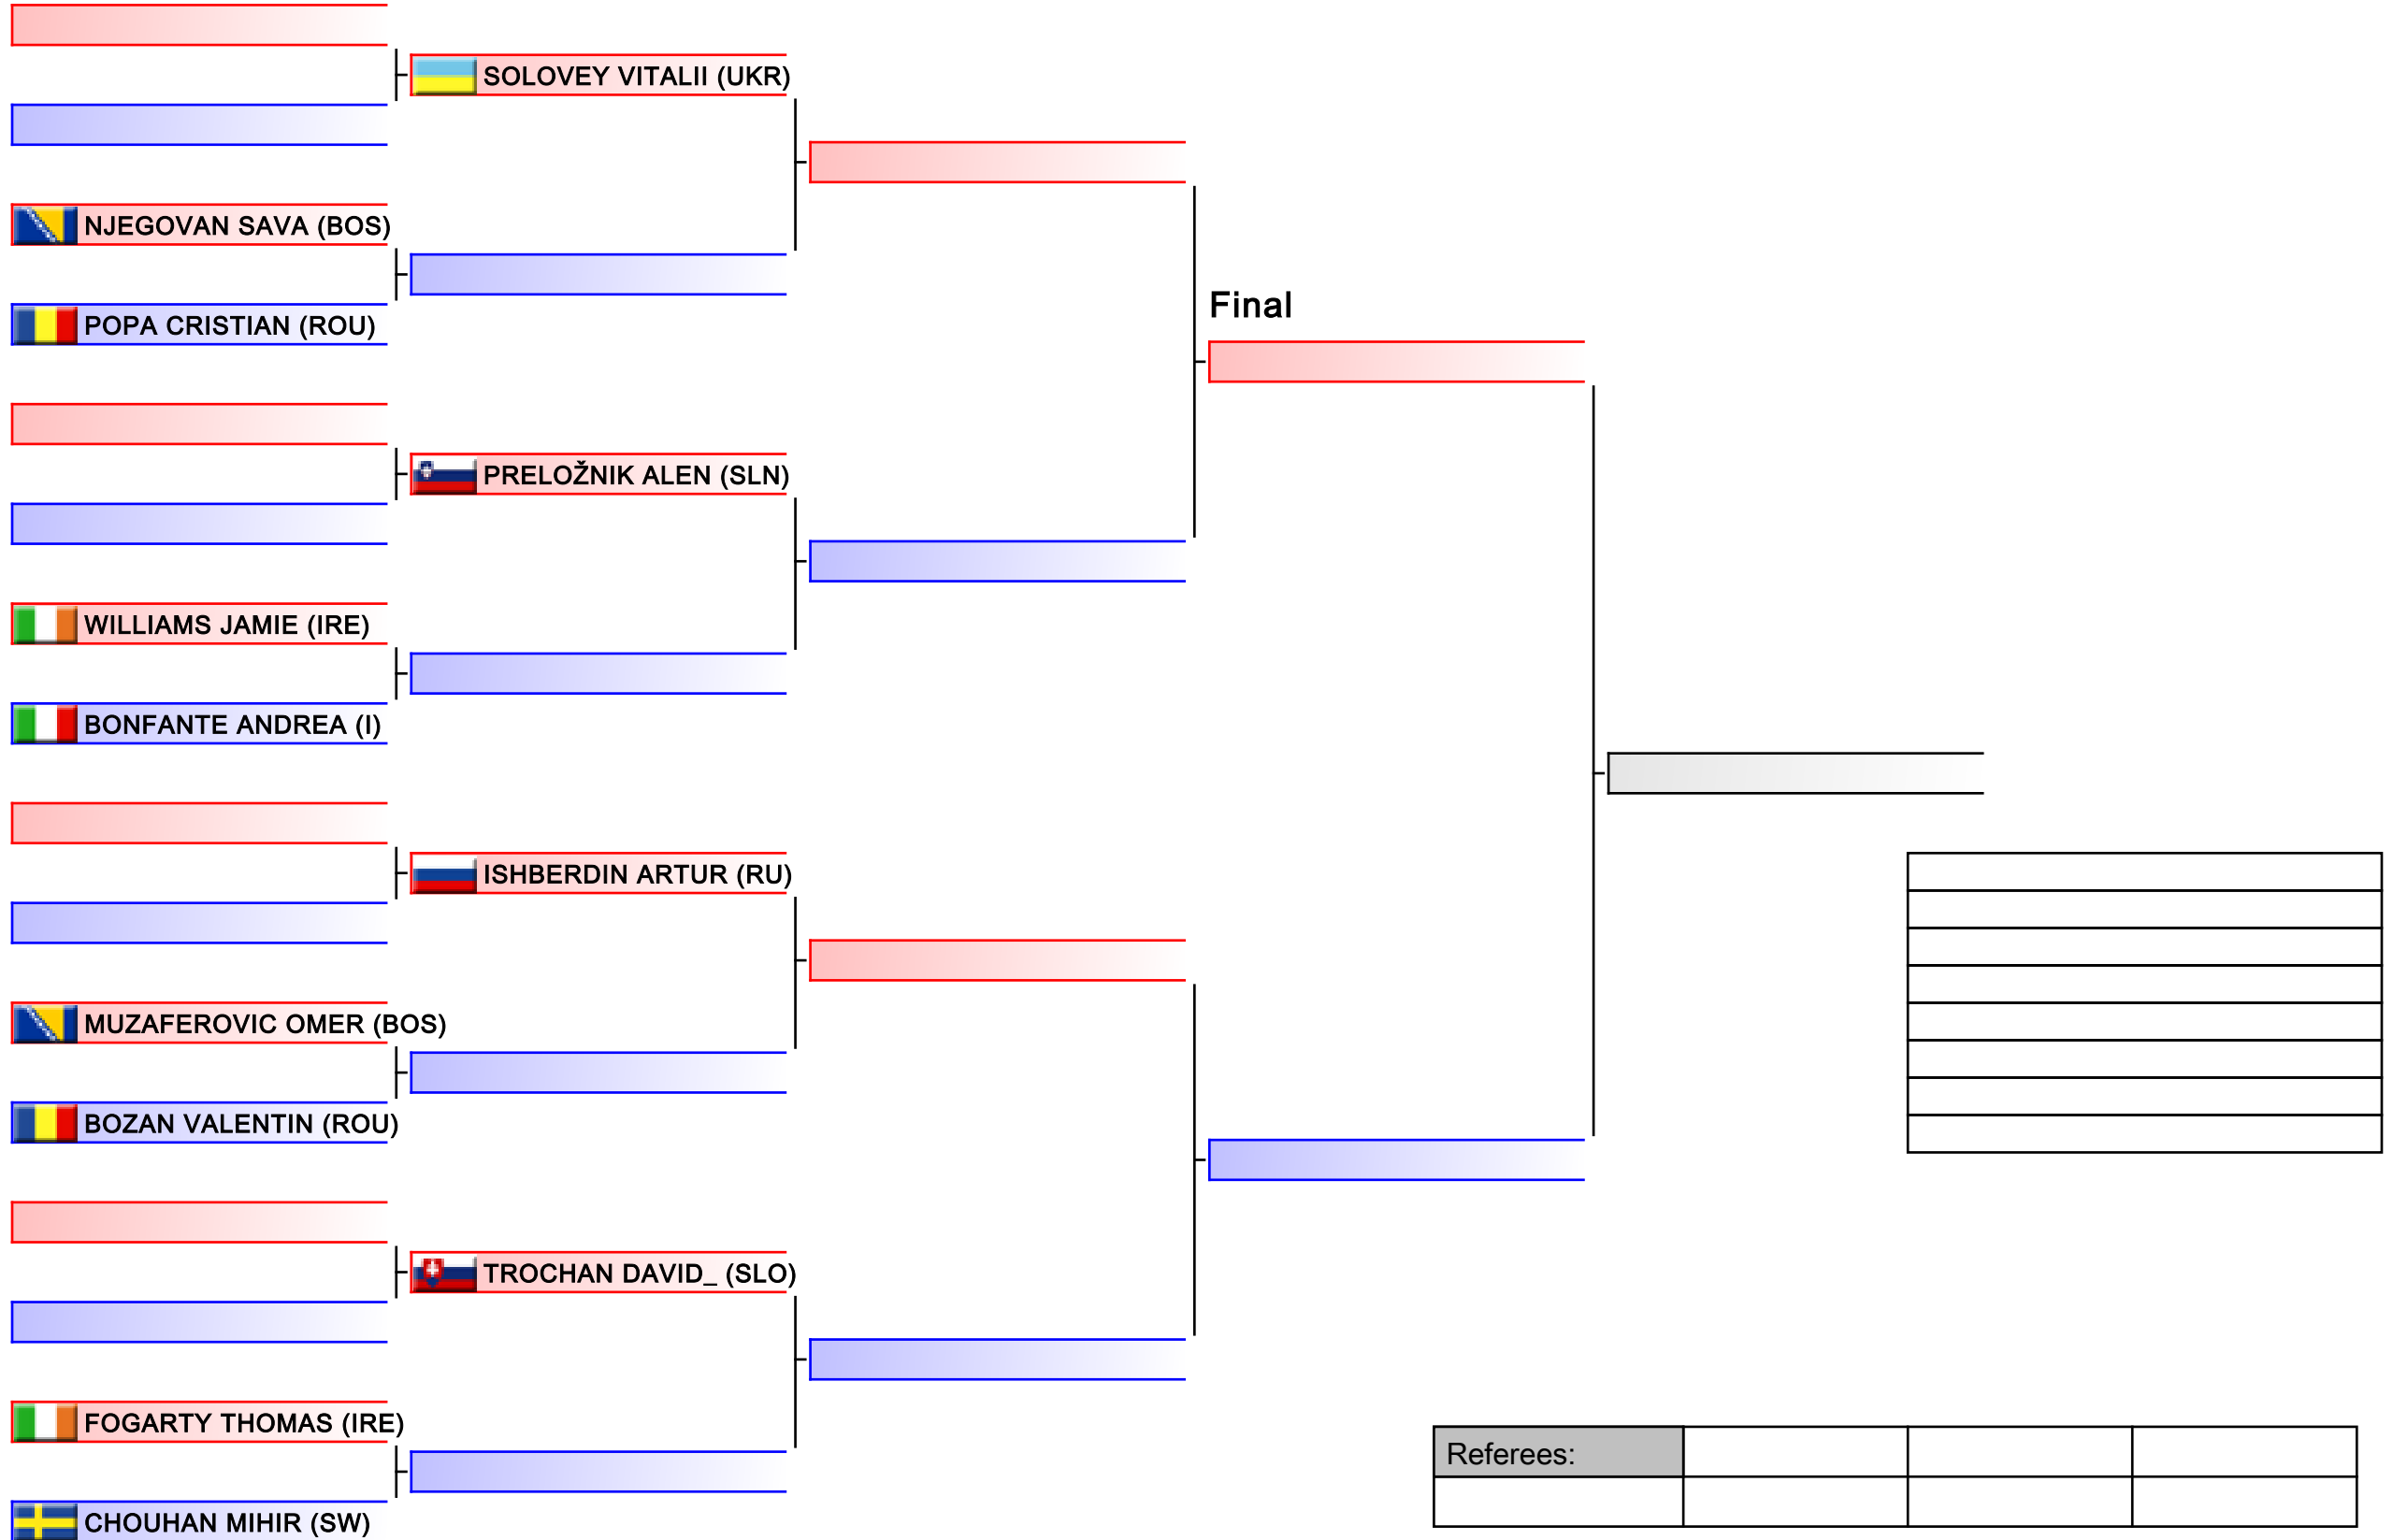 SOLOVEY VITALII (UKR)
NJEGOVAN SAVA (BOS)
POPA CRISTIAN (ROU)
Final
PRELOŽNIK ALEN (SLN)
WILLIAMS JAMIE (IRE)
BONFANTE ANDREA (I)
ISHBERDIN ARTUR (RU)
MUZAFEROVIC OMER (BOS)
BOZAN VALENTIN (ROU)
TROCHAN DAVID_ (SLO)
FOGARTY THOMAS (IRE)
Referees:
CHOUHAN MIHIR (SW)